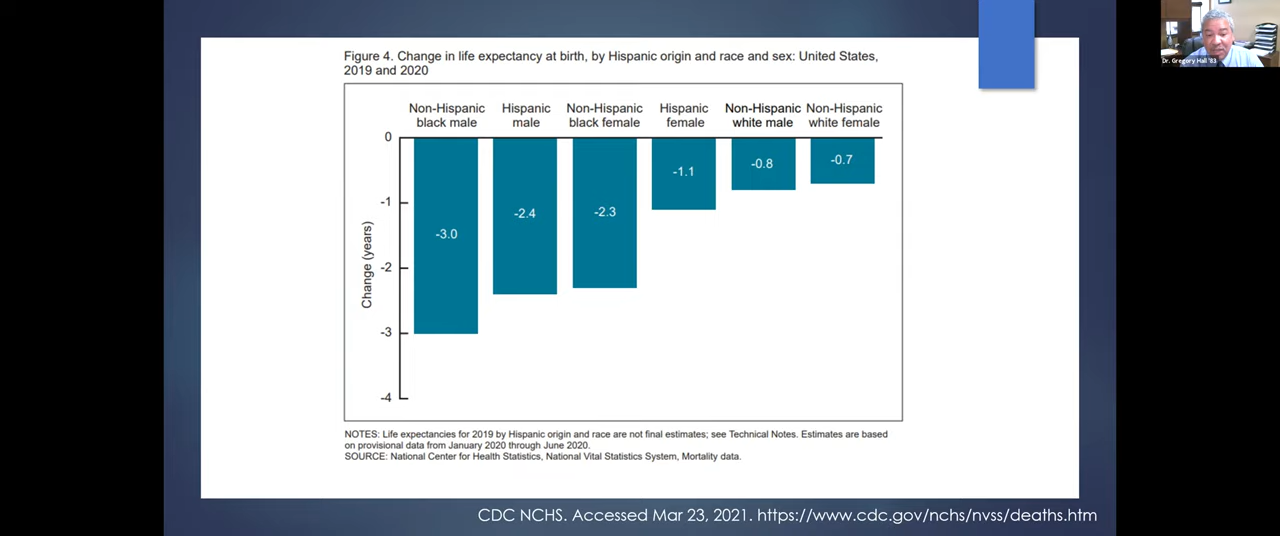 Figure 4. Change in life expectancy at birth, by Hispanic origin and race and sex: United States,
2019 and 2020
Non-Hispanic black male
Hispanic male
Non-Hispanic black female
Hispanic female
Non-Hispanic white male
Non-Hispanic white female
0
-1
-2
-3
-4
Change (years)
-3.0
-2.4
-2.3
-1.1
-0.8
-0.7
NOTES: Life expectancies for 2019 by Hispanic origin and race are not final estimates; see Technical Notes. Estimates are based
on provisional data from January 2020 through June 2020.
SOURCE: National Center for Health Statistics, National Vital Statistics System, Mortality data.
CDC NCHS. Accessed Mar 23, 2021. https://www.cdc.gov/nchs/nvss/deaths.htm
Dr. Gregory Hall '83